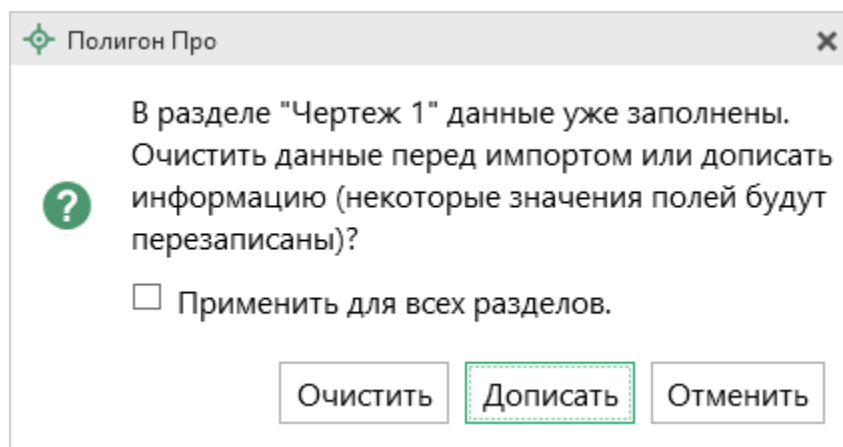 Полигон Про
В разделе "Чертеж 1" данные уже заполнены.
Очистить данные перед импортом или дописать
информацию (некоторые значения полей будут
перезаписаны)?
Применить для всех разделов.
Очистить Дописать Отменить